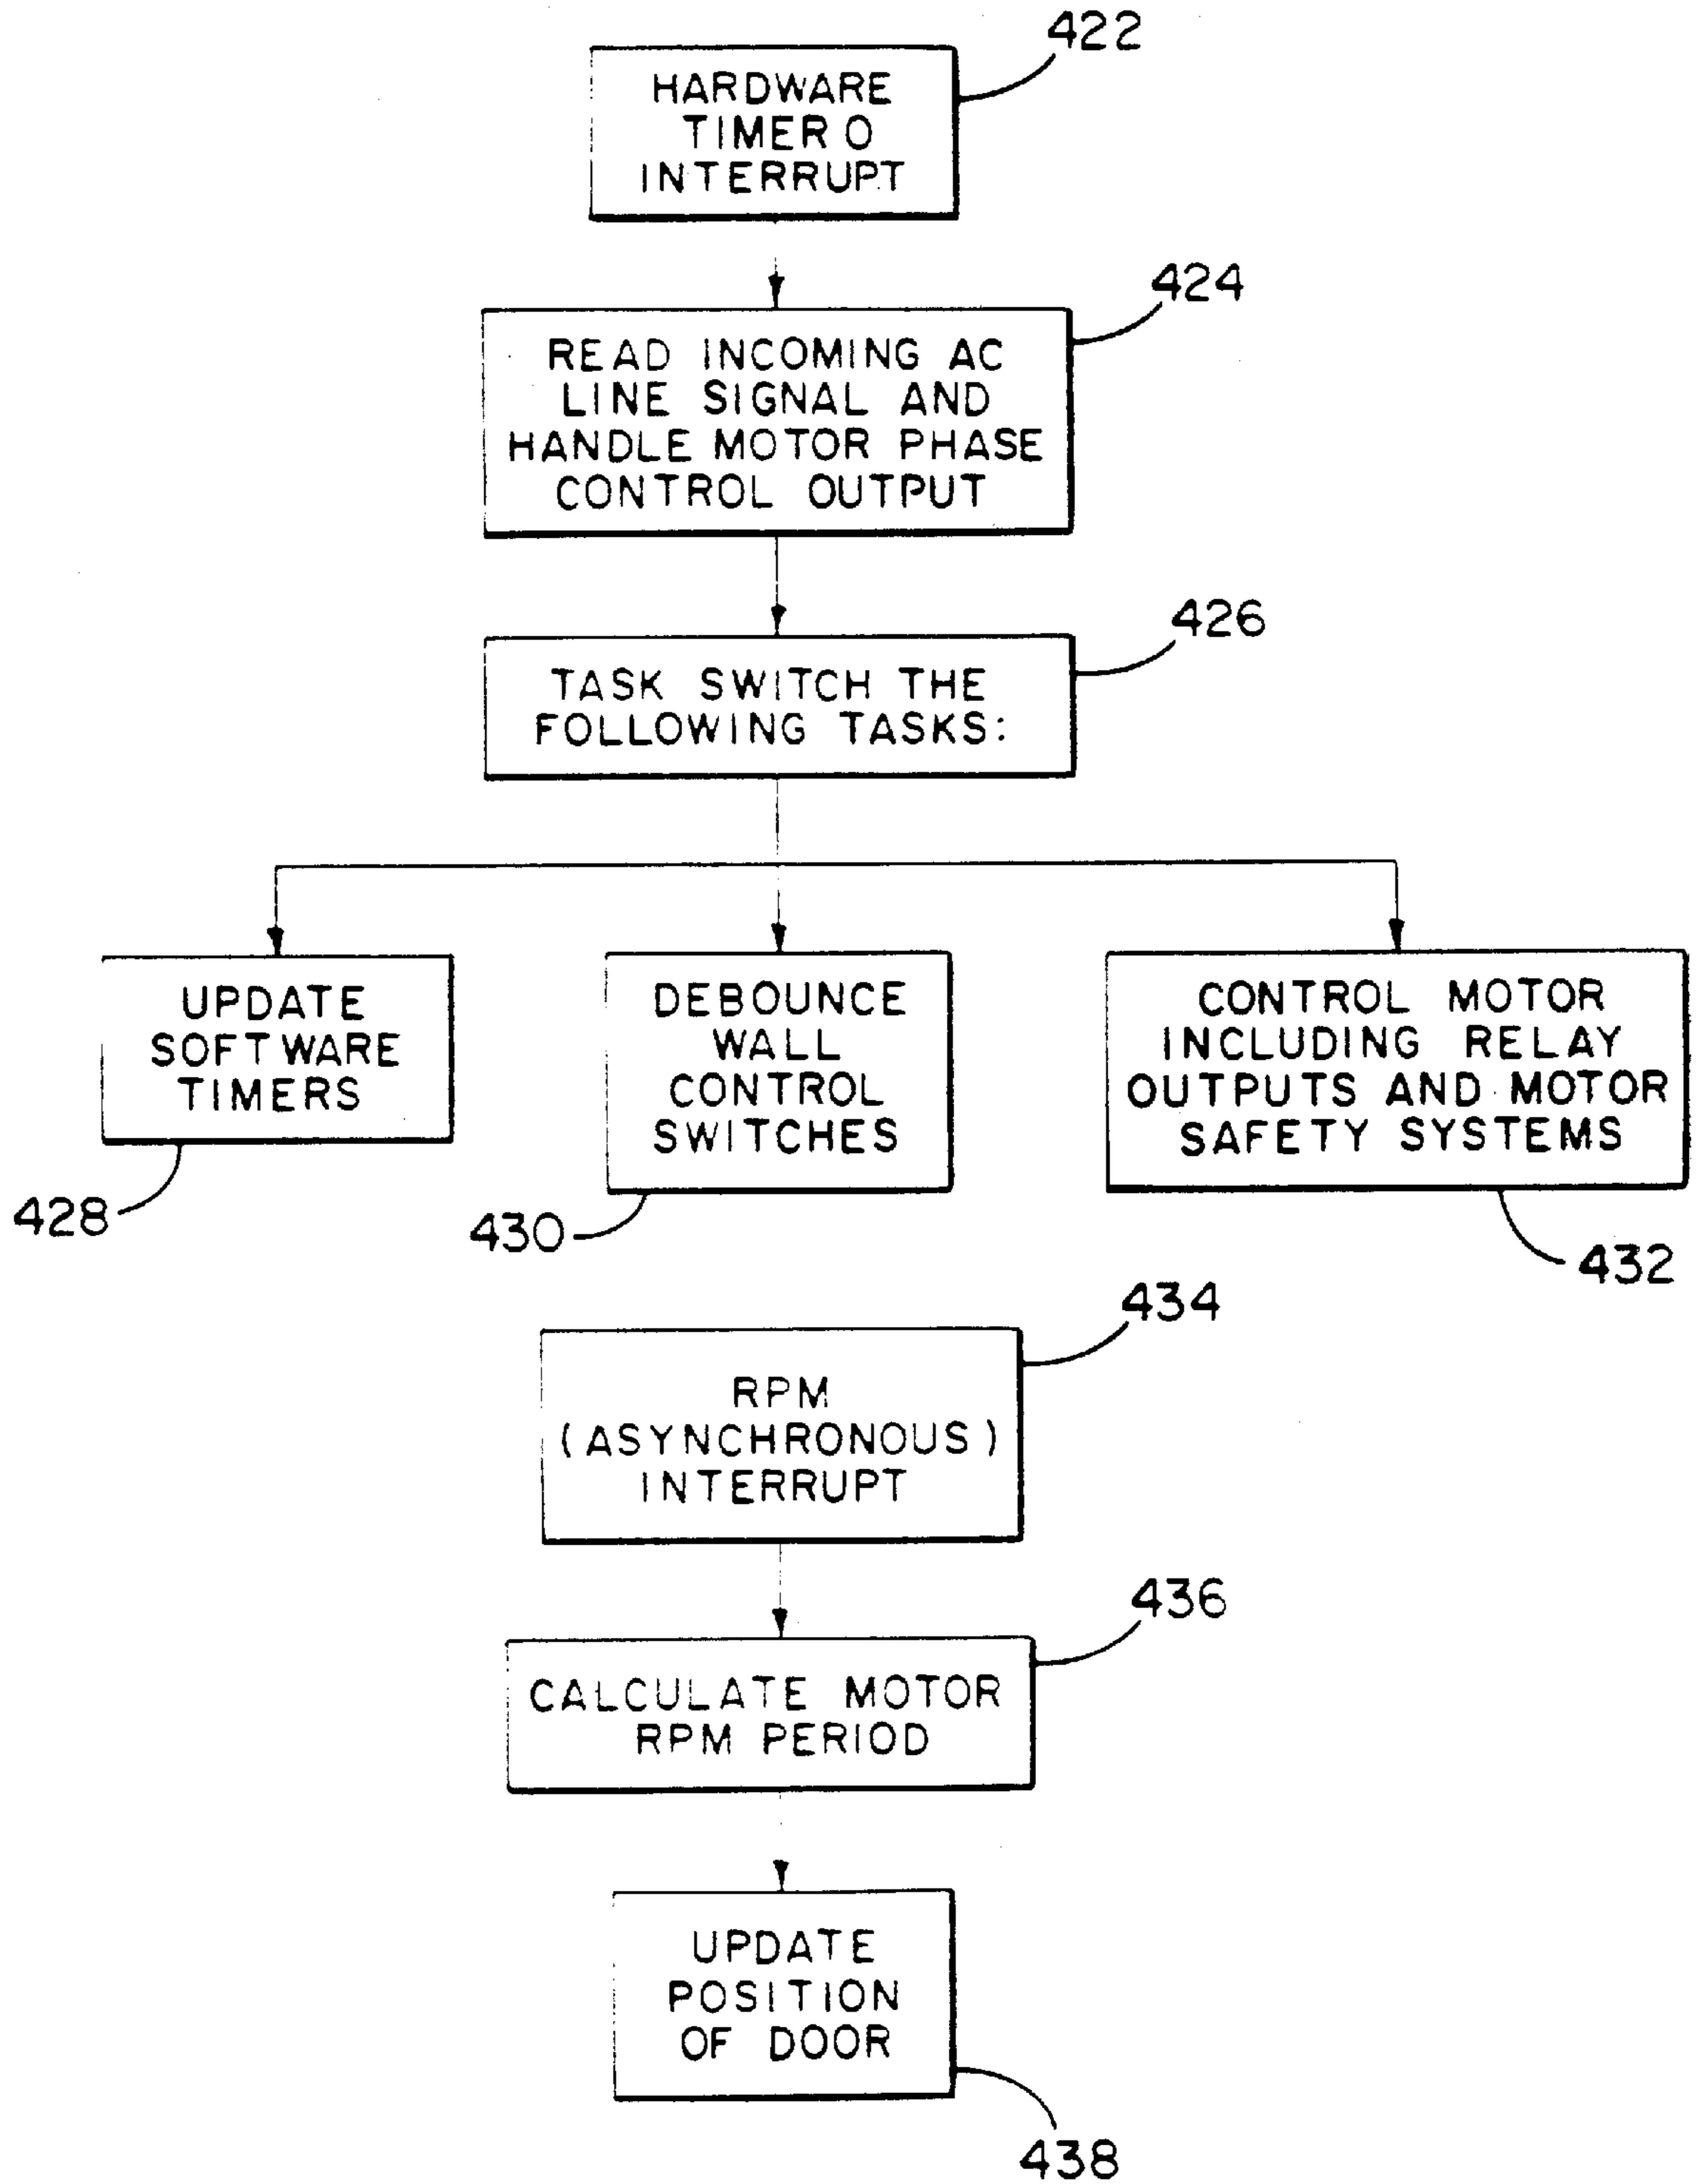 422
HARDWARE
TIMER 0
INTERRUPT
424
READ INCOMING AC
LINE SIGNAL AND
HANDLE MOTOR PHASE
CONTROL OUTPUT
426
TASK SWITCH THE
FOLLOWING TASKS:
UPDATE
SOFTWARE
TIMERS
428
DEBOUNCE
WALL
CONTROL
SWITCHES
430
CONTROL MOTOR
INCLUDING RELAY
OUTPUTS AND MOTOR
SAFETY SYSTEMS
432
434
RPM
(ASYNCHRONOUS)
INTERRUPT
436
CALCULATE MOTOR
RPM PERIOD
UPDATE
POSITION
OF DOOR
438